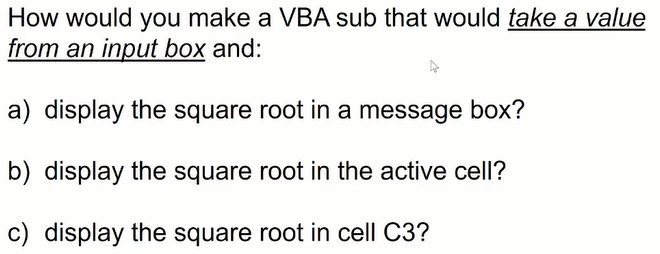 How would you make a VBA sub that would take a value
from an input box and:
a) display the square root in a message box?
b) display the square root in the active cell?
c) display the square root in cell C3?